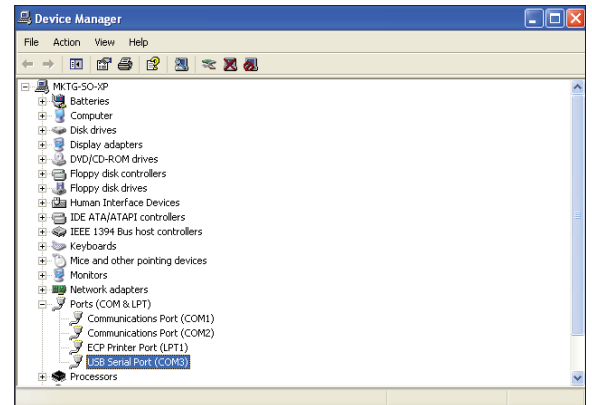 Device Manager
File Action View Help
MKTG-SO-XP
Batteries
Computer
Disk drives
Display adapters
DVD/CD-ROM drives
Floppy disk controllers
Floppy disk drives
Human Interface Devices
IDE ATA/ATAPI controllers
IEEE 1394 Bus host controllers
Keyboards
Mice and other pointing devices
Monitors
Network adapters
Ports (COM & LPT)
Communications Port (COM1)
Communications Port (COM2)
ECP Printer Port (LPT1)
USB Serial Port (COM3)
Processors